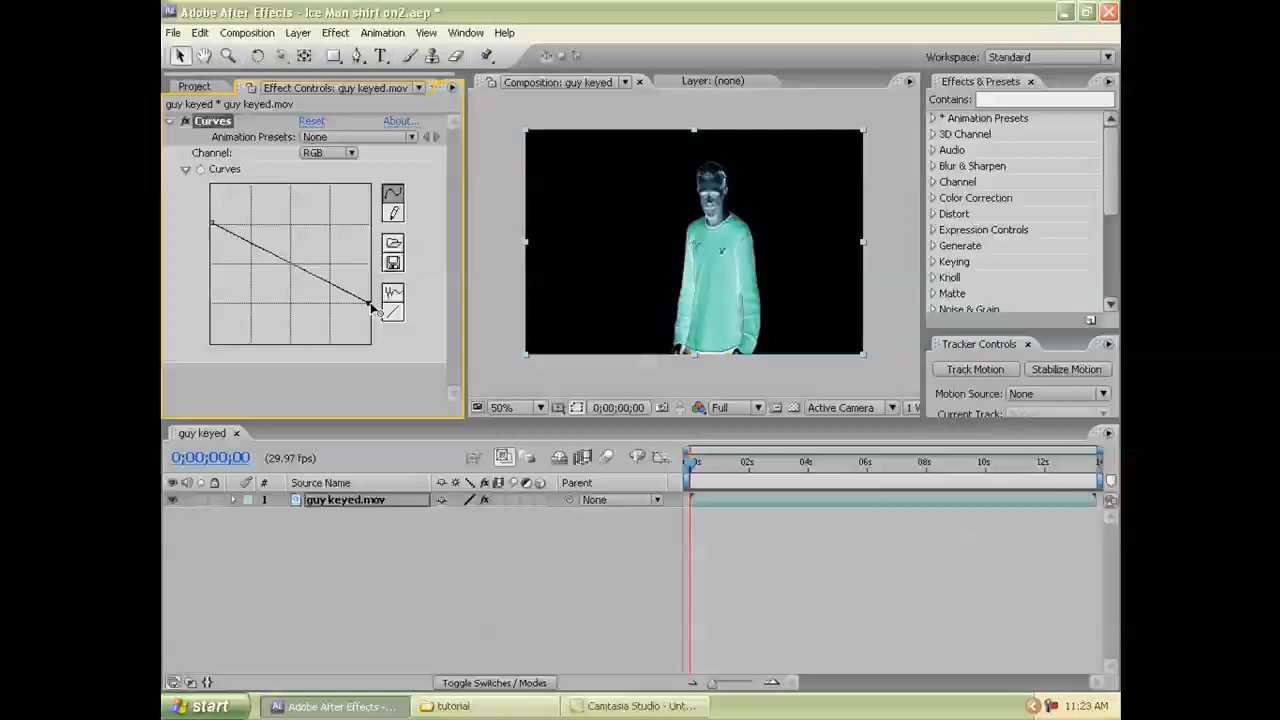 Adobe After Effects - Ice Man shirt on2.aep *
File Edit Composition Layer Effect Animation View Window Help
Workspace: Standard
Project
Effect Controls: guy keyed.mov
guy keyed * guy keyed.mov
Curves Reset About...
Animation Presets: None
Channel: RGB
Curves
Composition: guy keyed
Layer: (none)
50% 0;00;00;00 Full Active Camera 1 V
Effects & Presets
Contains:
* Animation Presets
3D Channel
Audio
Blur & Sharpen
Channel
Color Correction
Distort
Expression Controls
Generate
Keying
Knoll
Matte
Noise & Grain
Tracker Controls
Track Motion Stabilize Motion
Motion Source: None
Current Track:
guy keyed
0;00;00;00 (29.97 fps)
02s 04s 06s 08s 10s 12s 14
# Source Name Parent
1 guy keyed.mov None
Toggle Switches / Modes
start Adobe After Effects -... tutorial Camtasia Studio - Unt... 11:23 AM